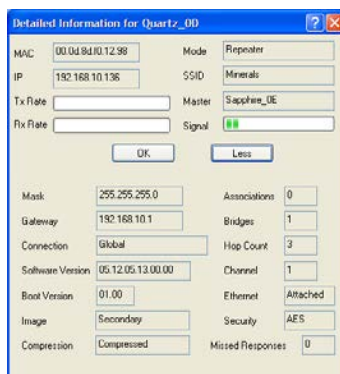 Detailed Information for Quartz_0D
MAC 00.0d.8d.f0.12.98 Mode Repeater
IP 192.168.10.136 SSID Minerals
Tx Rate Master Sapphire_0E
Rx Rate Signal
OK Less
Mask 255.255.255.0 Associations 0
Gateway 192.168.10.1 Bridges 1
Connection Global Hop Count 3
Software Version 05.12.05.13.00.00 Channel 1
Boot Version 01.00 Ethernet Attached
Image Secondary Security AES
Compression Compressed Missed Responses 0